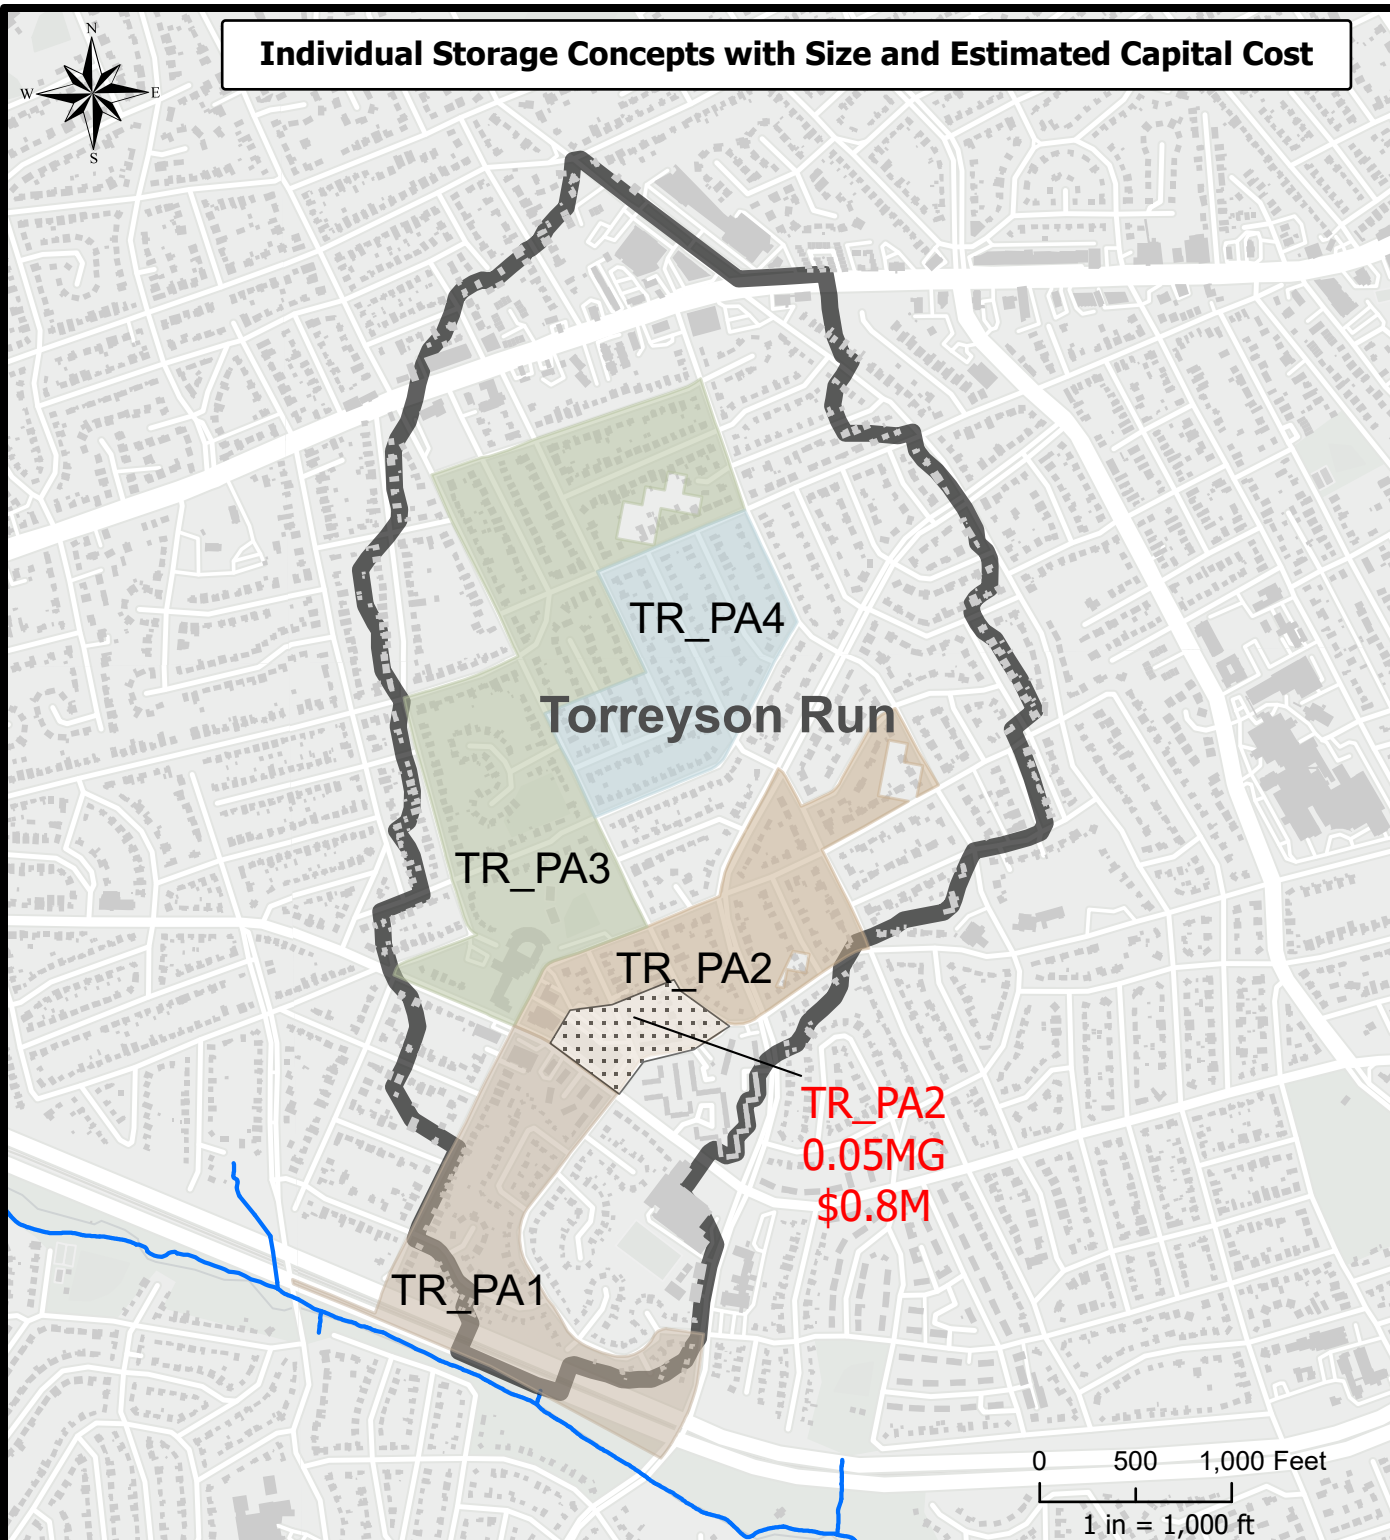 Individual Storage Concepts with Size and Estimated Capital Cost
N
W E
S
TR_PA4
Torreyson Run
TR_PA3
TR_PA2
TR_PA2
0.05MG
$0.8M
TR_PA1
0 500 1,000 Feet
1 in = 1,000 ft